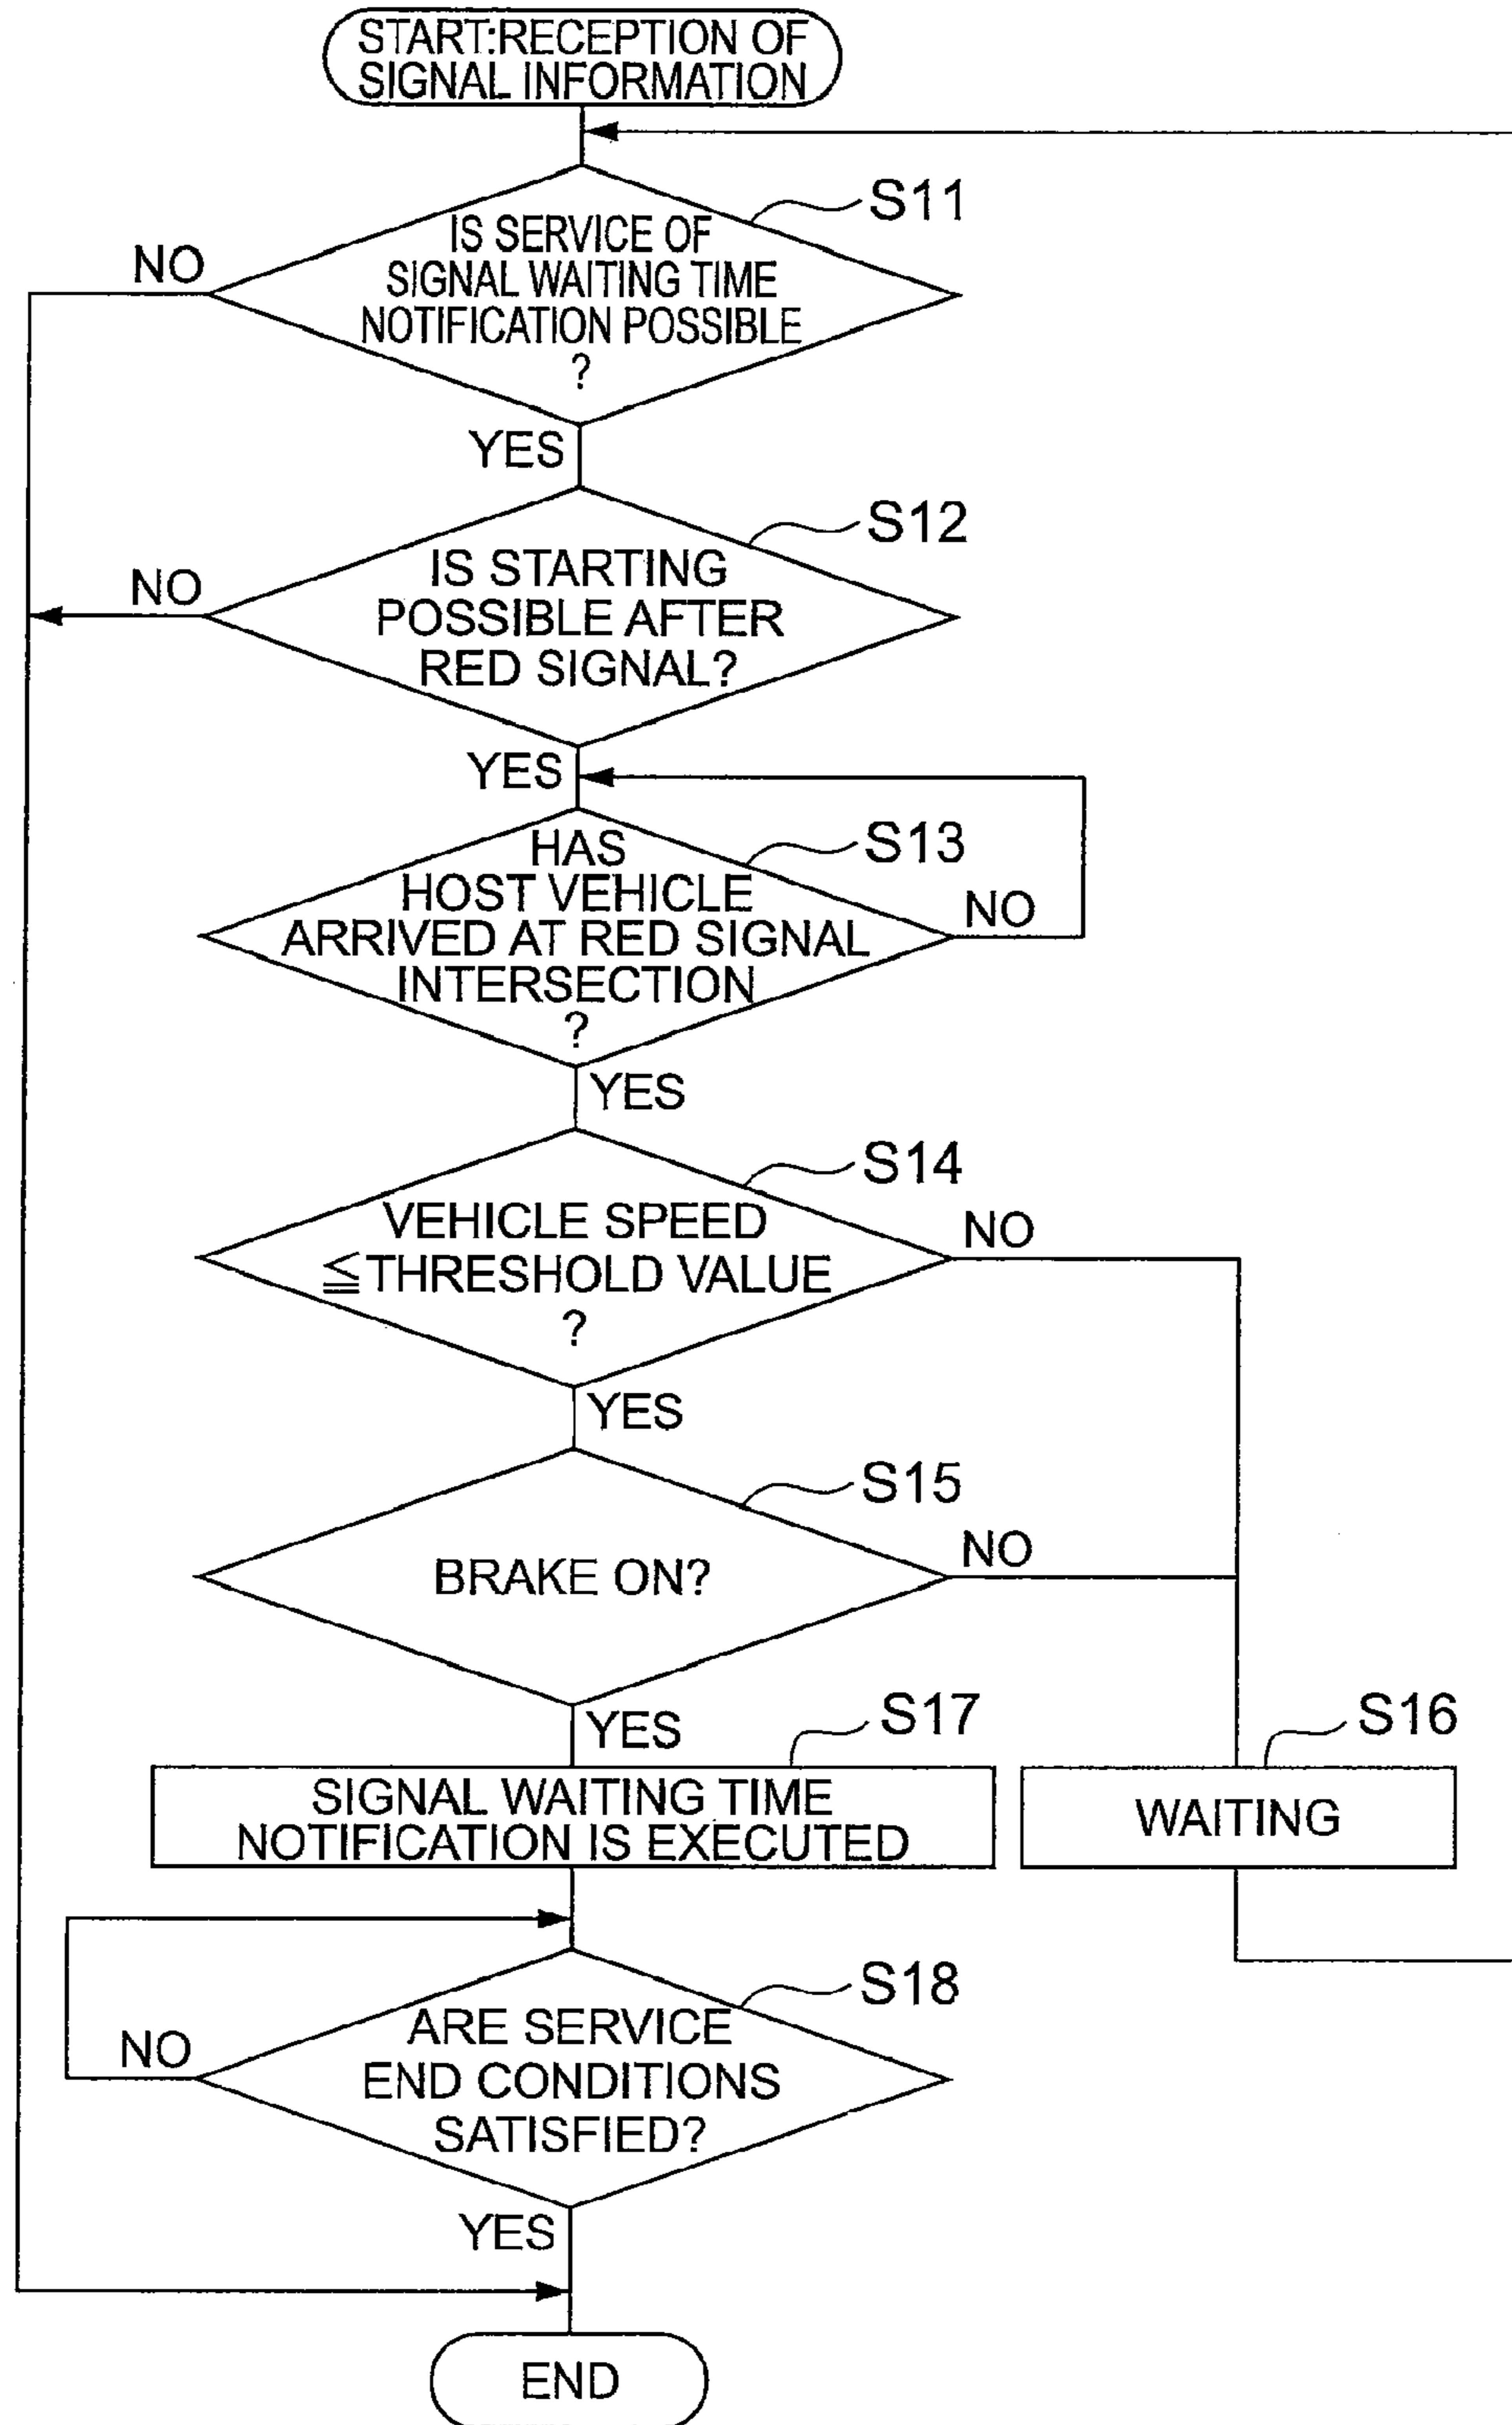 START:RECEPTION OF
SIGNAL INFORMATION
S11
IS SERVICE OF
SIGNAL WAITING TIME
NOTIFICATION POSSIBLE
?
NO
YES
S12
IS STARTING
POSSIBLE AFTER
RED SIGNAL?
NO
YES
S13
HAS
HOST VEHICLE
ARRIVED AT RED SIGNAL
INTERSECTION
?
NO
YES
S14
VEHICLE SPEED
≦THRESHOLD VALUE
?
NO
YES
S15
BRAKE ON?
NO
YES
S17
SIGNAL WAITING TIME
NOTIFICATION IS EXECUTED
S16
WAITING
S18
ARE SERVICE
END CONDITIONS
SATISFIED?
NO
YES
END